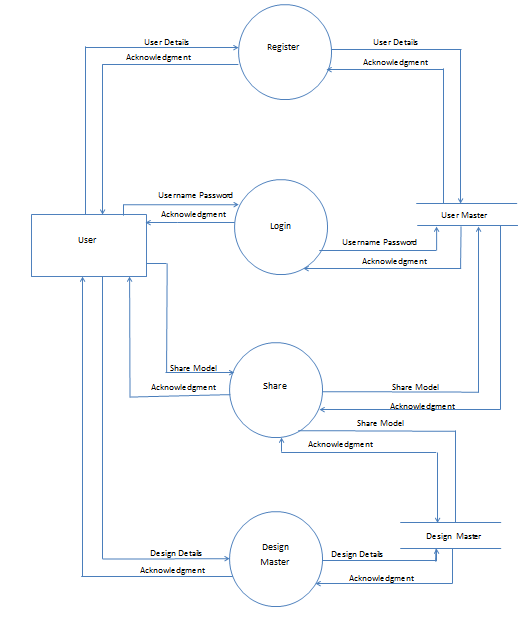 User Details
Register
User Details
Acknowledgment
Acknowledgment
Username Password
Acknowledgment
Login
User Master
User
Username Password
Acknowledgment
Share Model
Acknowledgment
Share
Share Model
Acknowledgment
Share Model
Acknowledgment
Design Master
Design
Master
Design Details
Design Details
Acknowledgment
Acknowledgment